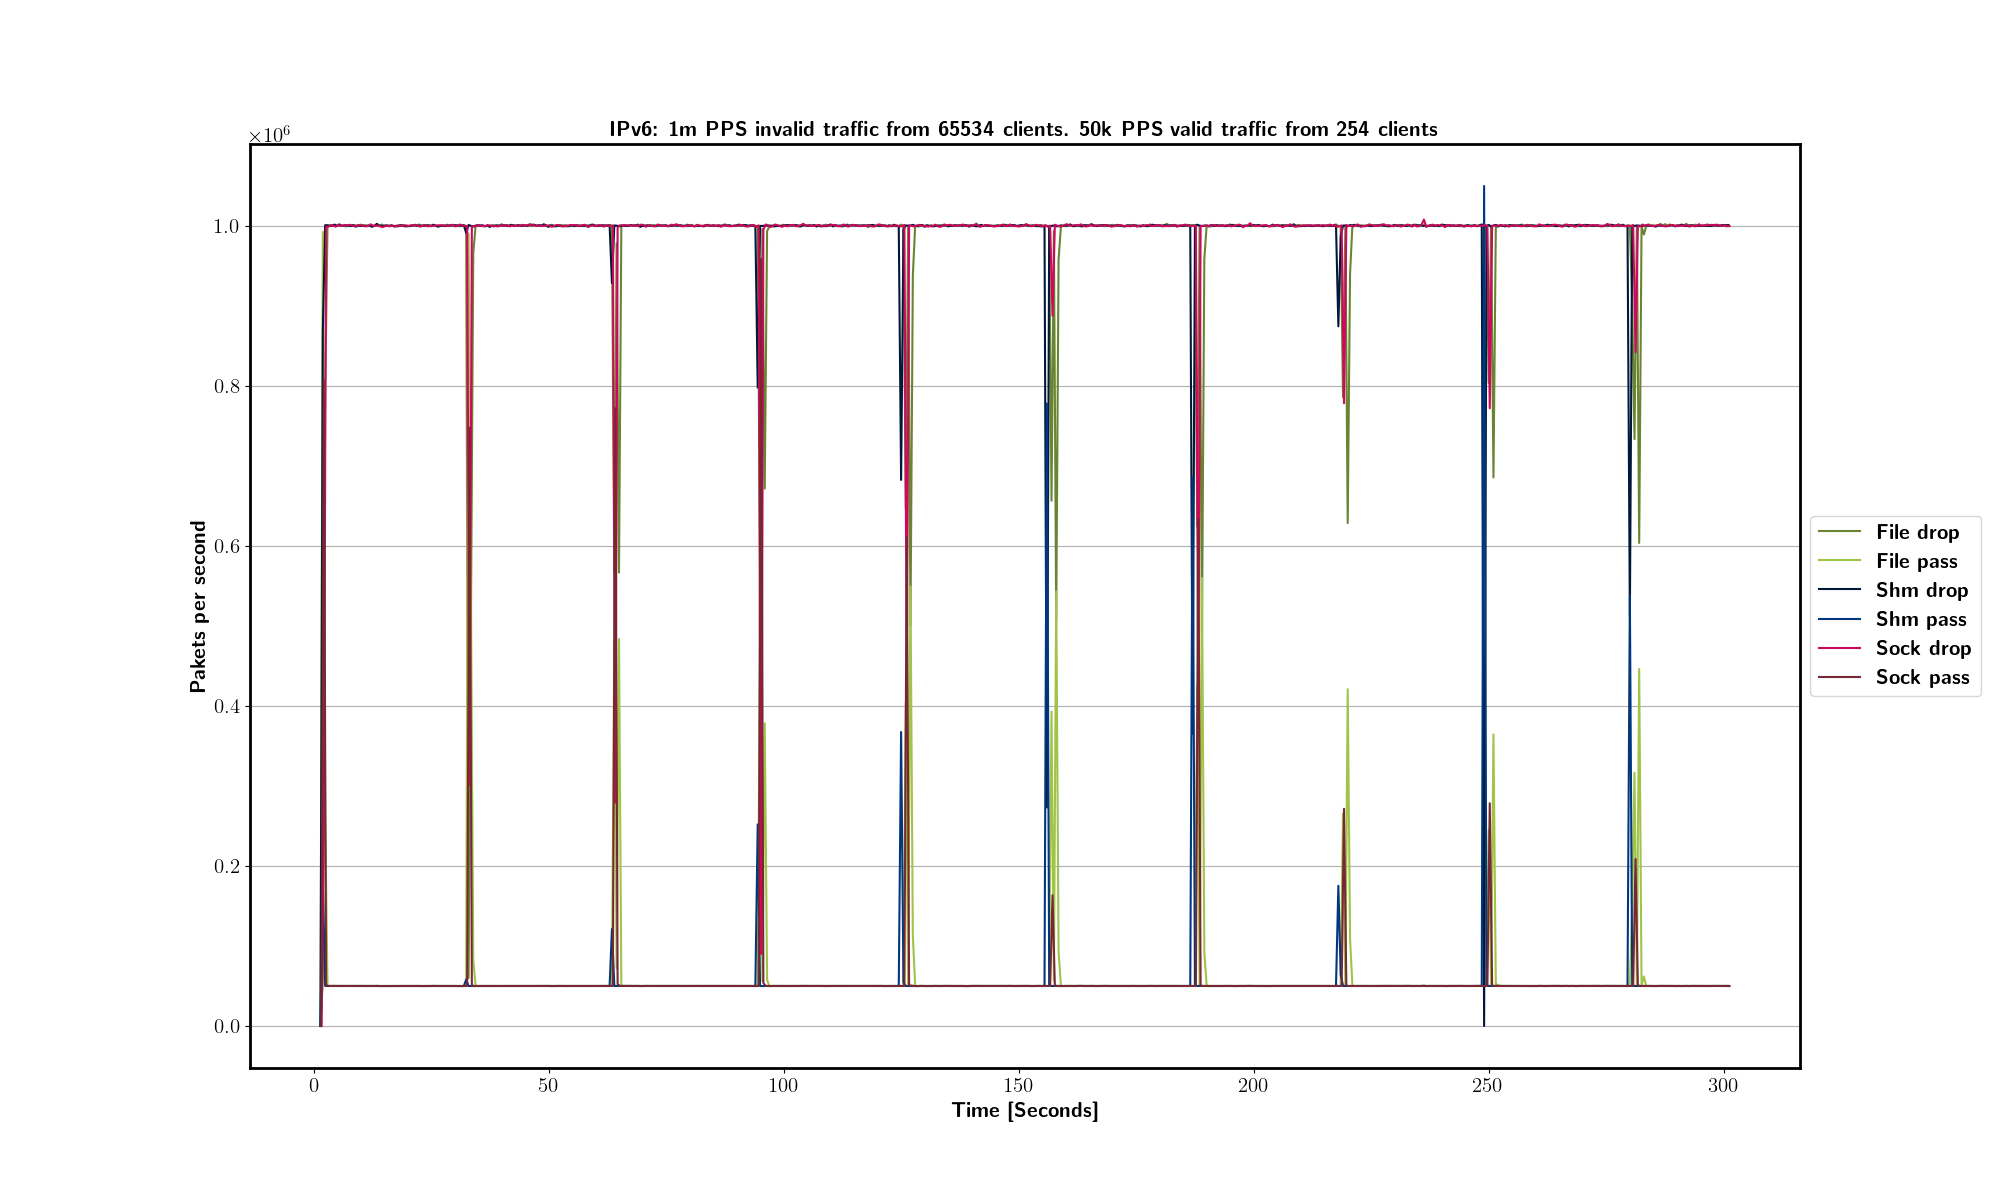 IPv6: 1m PPS invalid traffic from 65534 clients. 50k PPS valid traffic from 254 clients
×10⁶
1.0
0.8
0.6
0.4
0.2
0.0
Pakets per second
0 50 100 150 200 250 300
Time [Seconds]
File drop
File pass
Shm drop
Shm pass
Sock drop
Sock pass